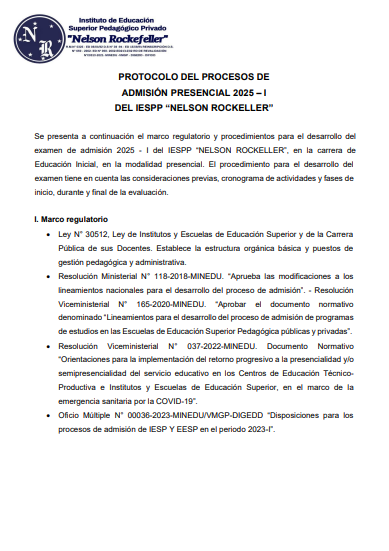 Instituto de Educación
Superior Pedagógico Privado
"Nelson Rockefeller"
N R
PROTOCOLO DEL PROCESOS DE
ADMISIÓN PRESENCIAL 2025 – I
DEL IESPP “NELSON ROCKELLER”
Se presenta a continuación el marco regulatorio y procedimientos para el desarrollo del
examen de admisión 2025 - I del IESPP “NELSON ROCKELLER”, en la carrera de
Educación Inicial, en la modalidad presencial. El procedimiento para el desarrollo del
examen tiene en cuenta las consideraciones previas, cronograma de actividades y fases de
inicio, durante y final de la evaluación.
I. Marco regulatorio
• Ley N° 30512, Ley de Institutos y Escuelas de Educación Superior y de la Carrera
Pública de sus Docentes. Establece la estructura orgánica básica y puestos de
gestión pedagógica y administrativa.
• Resolución Ministerial N° 118-2018-MINEDU. “Aprueba las modificaciones a los
lineamientos nacionales para el desarrollo del proceso de admisión”. - Resolución
Viceministerial N° 165-2020-MINEDU. “Aprobar el documento normativo
denominado “Lineamientos para el desarrollo del proceso de admisión de programas
de estudios en las Escuelas de Educación Superior Pedagógica públicas y privadas”.
• Resolución Viceministerial N° 037-2022-MINEDU. Documento Normativo
“Orientaciones para la implementación del retorno progresivo a la presencialidad y/o
semipresencialidad del servicio educativo en los Centros de Educación Técnico-
Productiva e Institutos y Escuelas de Educación Superior, en el marco de la
emergencia sanitaria por la COVID-19”.
• Oficio Múltiple N° 00036-2023-MINEDU/VMGP-DIGEDD “Disposiciones para los
procesos de admisión de IESP Y EESP en el periodo 2023-I”.